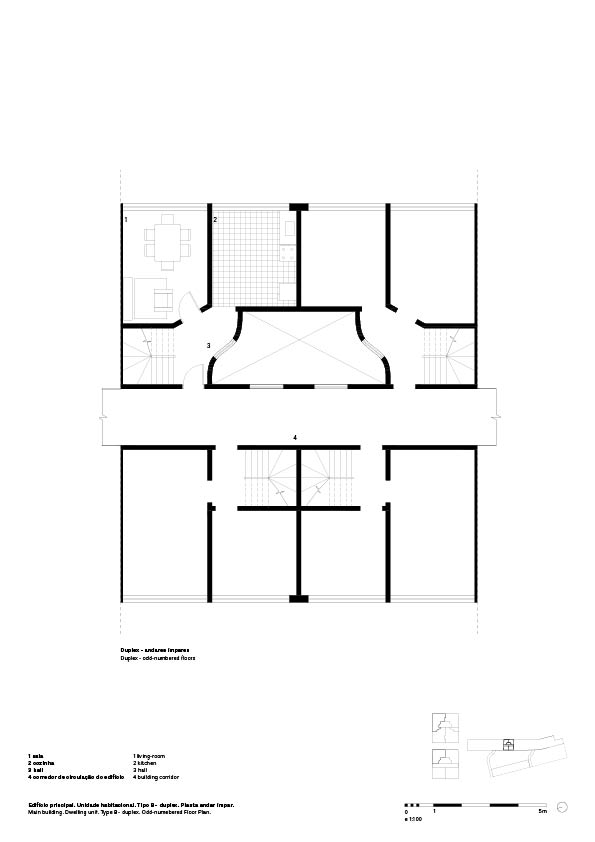 1
2
3
4
Duplex - andares ímpares
Duplex - odd-numbered floors
1 sala
2 cozinha
3 hall
4 corredor de circulação do edifício
1 living-room
2 kitchen
3 hall
4 building corridor
Edifício principal. Unidade habitacional. Tipo B - duplex. Planta andar ímpar.
Main building. Dwelling unit. Type B - duplex. Odd-numebered Floor Plan.
0 1 5m
e 1:100